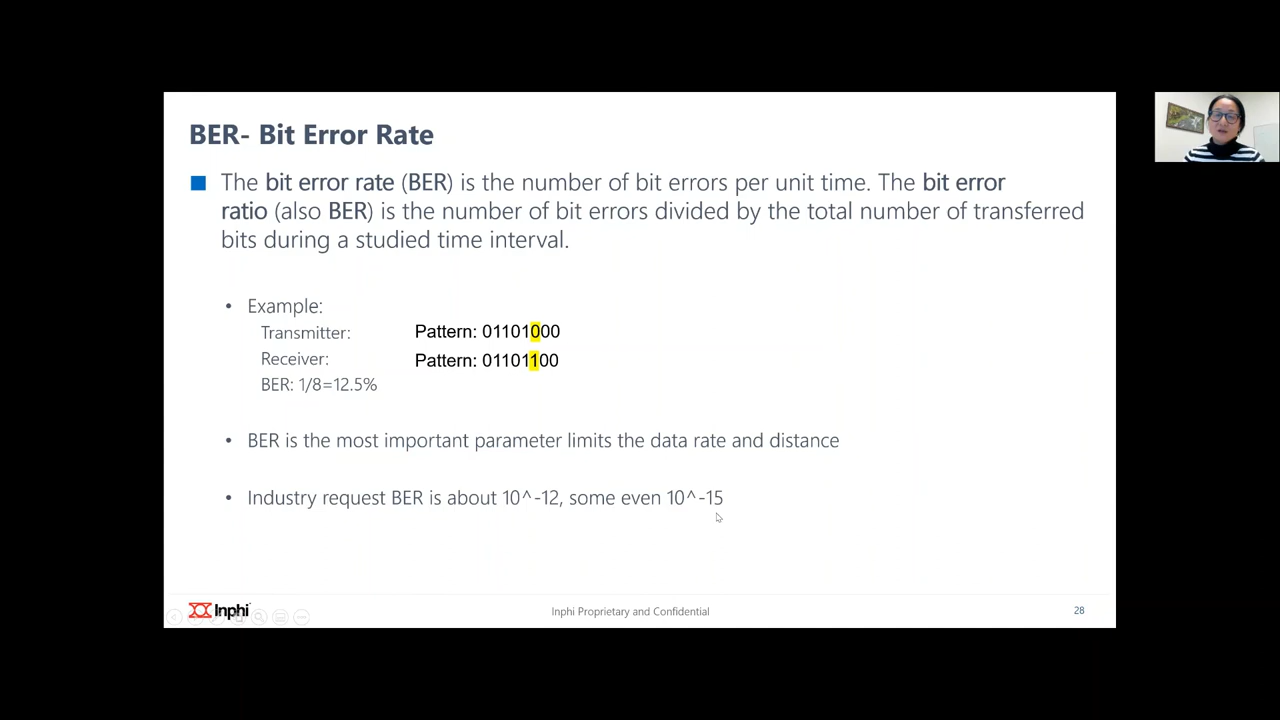 BER- Bit Error Rate
The bit error rate (BER) is the number of bit errors per unit time. The bit error
ratio (also BER) is the number of bit errors divided by the total number of transferred
bits during a studied time interval.
• Example:
Transmitter: Pattern: 01101000
Receiver: Pattern: 01101100
BER: 1/8=12.5%
• BER is the most important parameter limits the data rate and distance
• Industry request BER is about 10^-12, some even 10^-15
Inphi Inphi Proprietary and Confidential 28